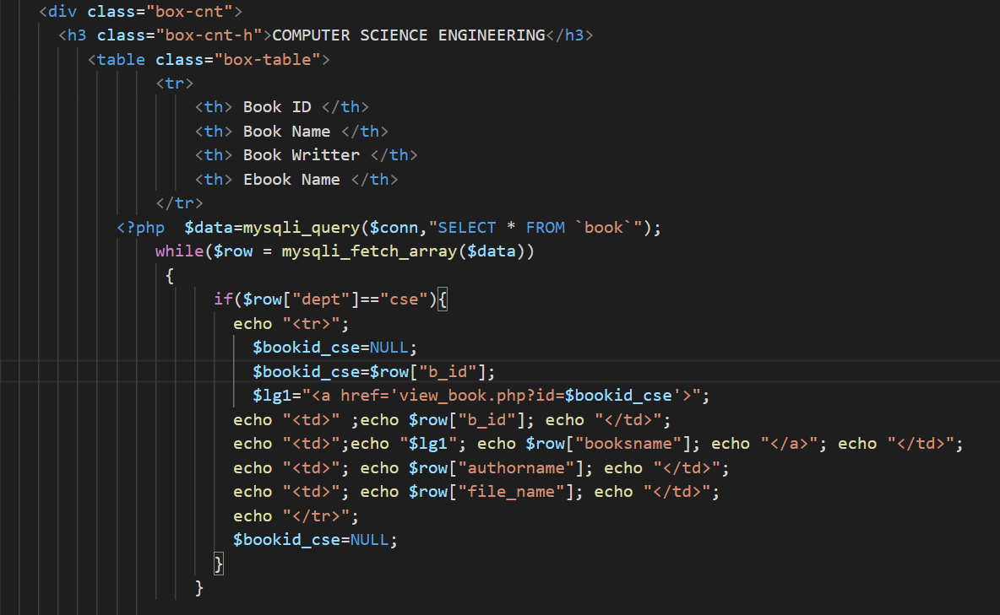 <div class="box-cnt">
<h3 class="box-cnt-h">COMPUTER SCIENCE ENGINEERING</h3>
<table class="box-table">
<tr>
<th> Book ID </th>
<th> Book Name </th>
<th> Book Writter </th>
<th> Ebook Name </th>
</tr>
<?php  $data=mysqli_query($conn,"SELECT * FROM `book`");
while($row = mysqli_fetch_array($data))
{
if($row["dept"]=="cse"){
echo "<tr>";
$bookid_cse=NULL;
$bookid_cse=$row["b_id"];
$lg1="<a href='view_book.php?id=$bookid_cse'>";
echo "<td>" ;echo $row["b_id"]; echo "</td>";
echo "<td>";echo "$lg1"; echo $row["booksname"]; echo "</a>"; echo "</td>";
echo "<td>"; echo $row["authorname"]; echo "</td>";
echo "<td>"; echo $row["file_name"]; echo "</td>";
echo "</tr>";
$bookid_cse=NULL;
}
}